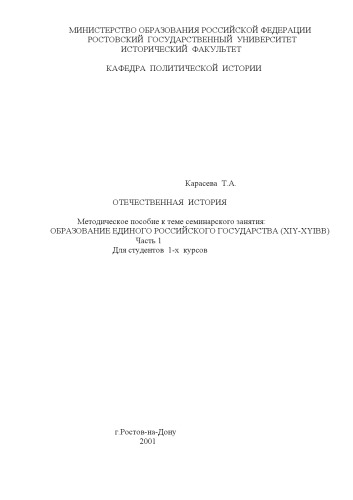 МИНИСТЕРСТВО ОБРАЗОВАНИЯ РОССИЙСКОЙ ФЕДЕРАЦИИ
РОСТОВСКИЙ ГОСУДАРСТВЕННЫЙ УНИВЕРСИТЕТ
ИСТОРИЧЕСКИЙ ФАКУЛЬТЕТ
КАФЕДРА ПОЛИТИЧЕСКОЙ ИСТОРИИ
Карасева Т.А.
ОТЕЧЕСТВЕННАЯ ИСТОРИЯ
Методическое пособие к теме семинарского занятия:
ОБРАЗОВАНИЕ ЕДИНОГО РОССИЙСКОГО ГОСУДАРСТВА (XIY-XYIВВ)
Часть 1
Для студентов 1-х курсов
г.Ростов-на-Дону
2001